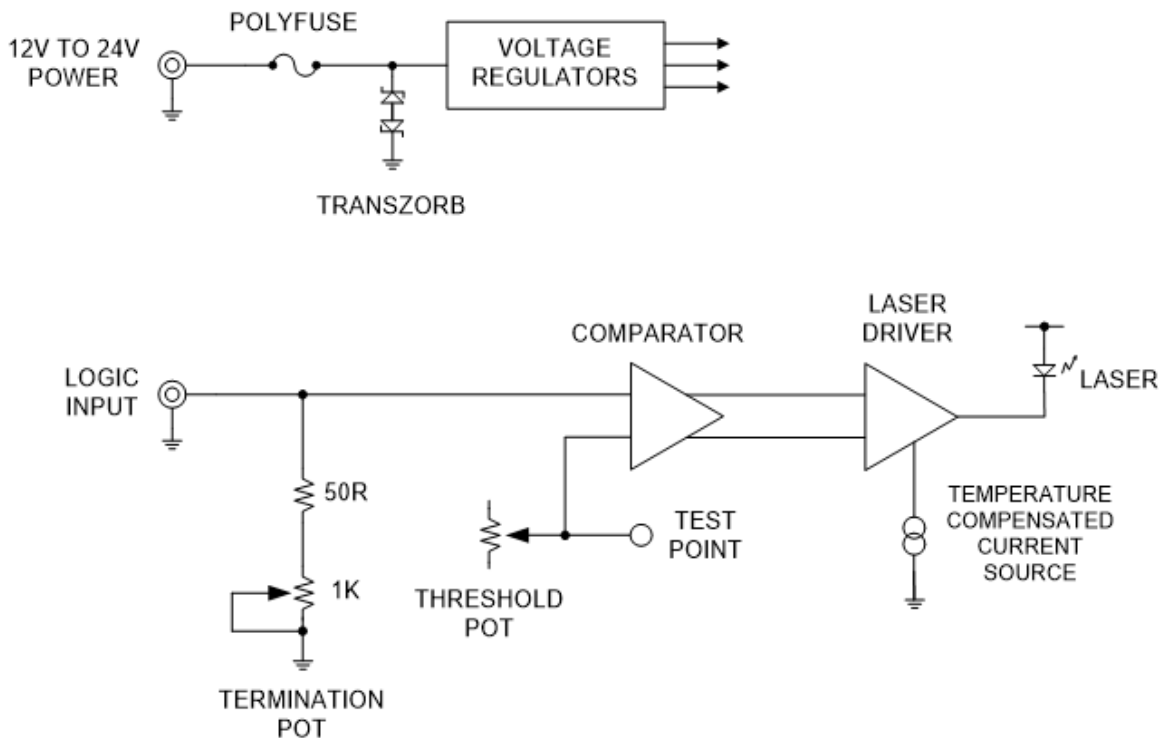 POLYFUSE
12V TO 24V
POWER
VOLTAGE
REGULATORS
TRANSZORB
LASER
DRIVER
COMPARATOR
LOGIC
INPUT
LASER
50R
TEST
POINT
TEMPERATURE
COMPENSATED
CURRENT
SOURCE
1K
THRESHOLD
POT
TERMINATION
POT